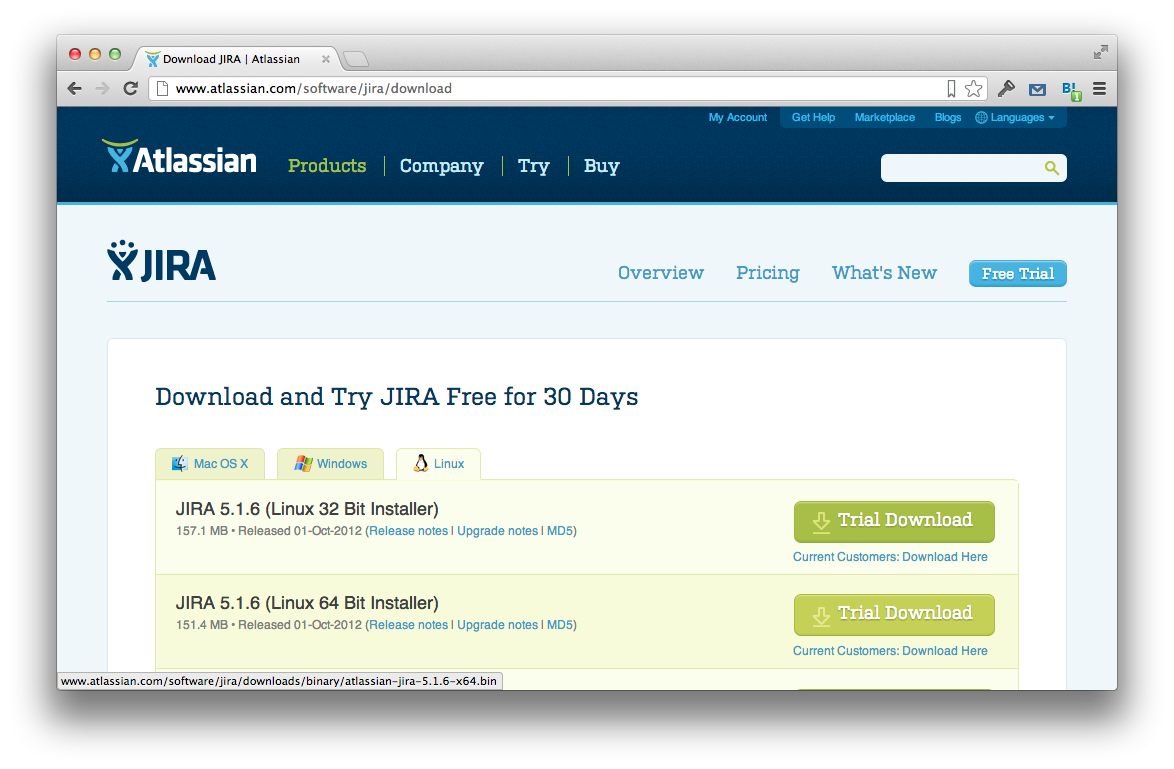 Download JIRA | Atlassian
www.atlassian.com/software/jira/download
B!
1
My Account Get Help Marketplace Blogs Languages
Atlassian Products Company Try Buy
JIRA
Overview Pricing What's New Free Trial
Download and Try JIRA Free for 30 Days
Mac OS X Windows Linux
JIRA 5.1.6 (Linux 32 Bit Installer)
157.1 MB • Released 01-Oct-2012 (Release notes | Upgrade notes | MD5)
Trial Download
Current Customers: Download Here
JIRA 5.1.6 (Linux 64 Bit Installer)
151.4 MB • Released 01-Oct-2012 (Release notes | Upgrade notes | MD5)
Trial Download
Current Customers: Download Here
www.atlassian.com/software/jira/downloads/binary/atlassian-jira-5.1.6-x64.bin